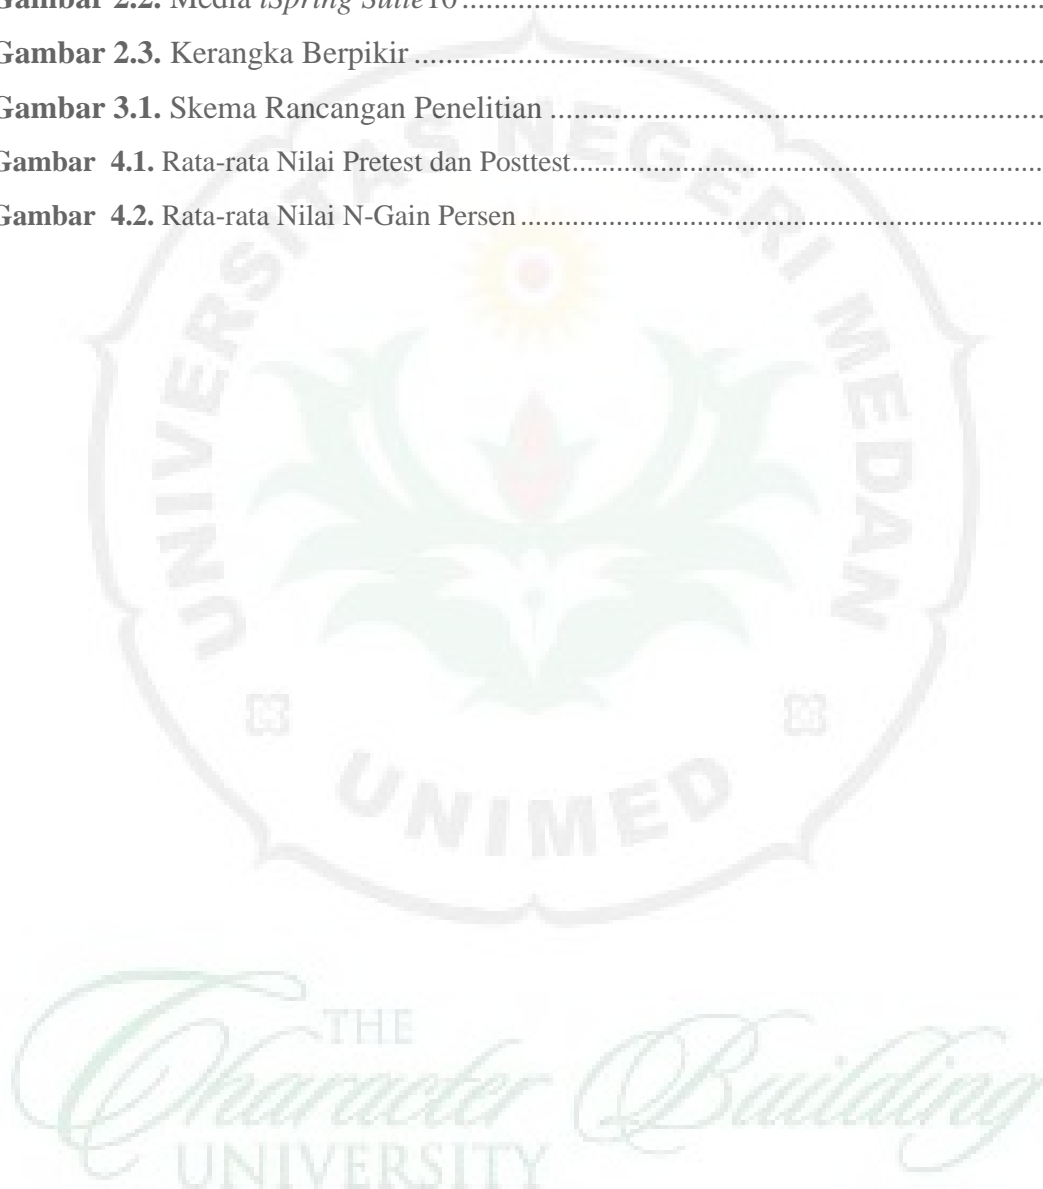 Gambar 2.2. Media iSpring Suite10
Gambar 2.3. Kerangka Berpikir
Gambar 3.1. Skema Rancangan Penelitian
Gambar 4.1. Rata-rata Nilai Pretest dan Posttest
Gambar 4.2. Rata-rata Nilai N-Gain Persen
UNIVERSITAS NEGERI MEDAN
UNIMED
THE
Character Building
UNIVERSITY